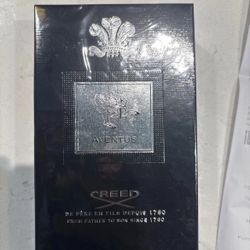 AVENTUS
CREED
DE PÈRE EN FILS DEPUIS 1760
FROM FATHER TO SON SINCE 1760